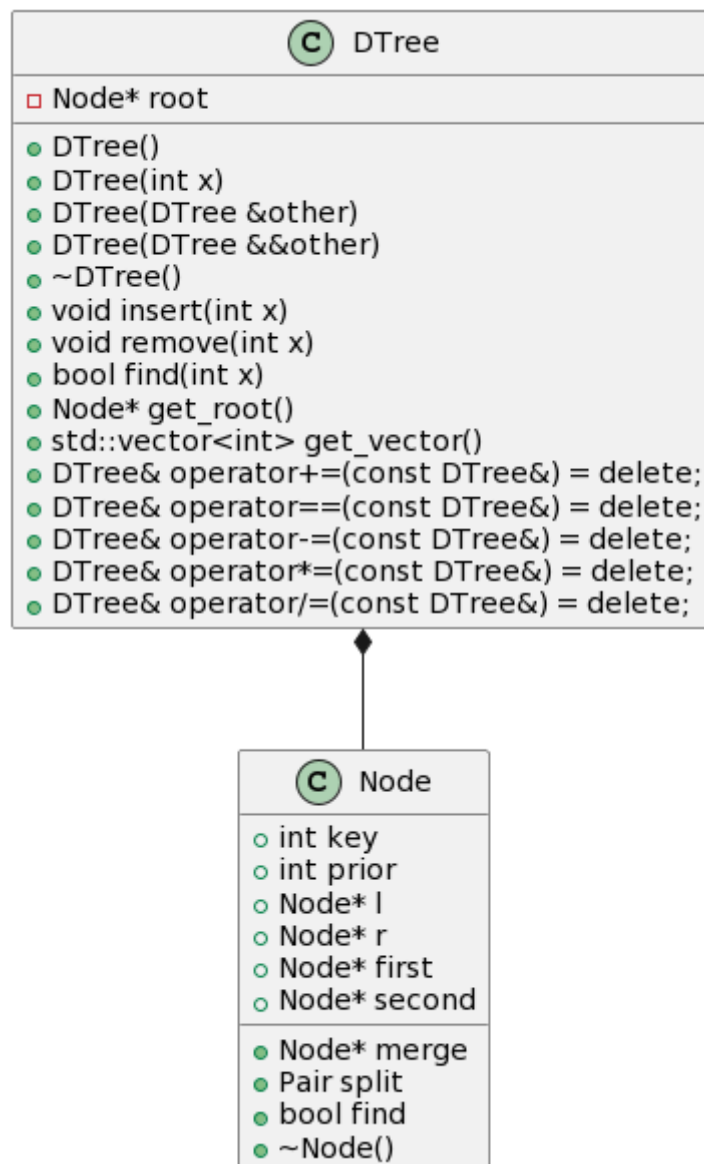 C DTree
Node* root
DTree()
DTree(int x)
DTree(DTree &other)
DTree(DTree &&other)
~DTree()
void insert(int x)
void remove(int x)
bool find(int x)
Node* get_root()
std::vector<int> get_vector()
DTree& operator+=(const DTree&) = delete;
DTree& operator==(const DTree&) = delete;
DTree& operator-=(const DTree&) = delete;
DTree& operator*=(const DTree&) = delete;
DTree& operator/=(const DTree&) = delete;
C Node
int key
int prior
Node* l
Node* r
Node* first
Node* second
Node* merge
Pair split
bool find
~Node()